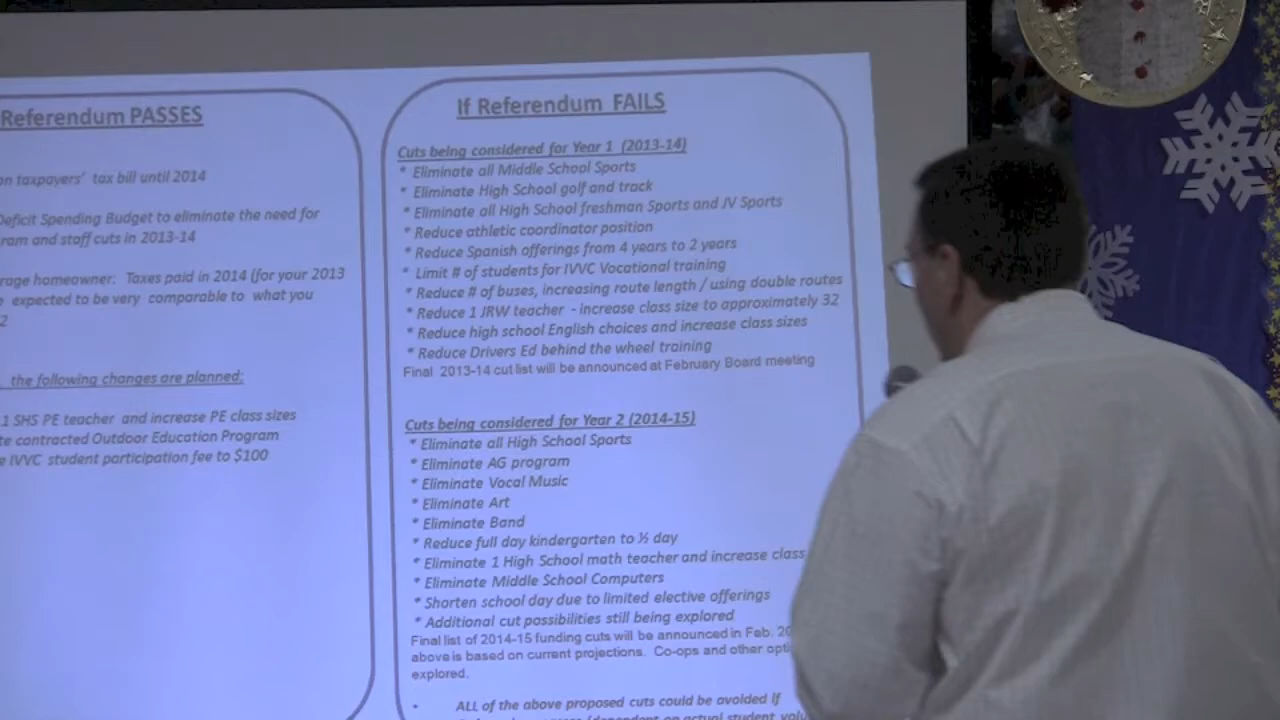 Referendum PASSES
on taxpayers' tax bill until 2014
Deficit Spending Budget to eliminate the need for
ram and staff cuts in 2013-14
rage homeowner: Taxes paid in 2014 (for your 2013
e expected to be very comparable to what you
2
the following changes are planned:
1 SHS PE teacher and increase PE class sizes
te contracted Outdoor Education Program
e IVVC student participation fee to $100
If Referendum FAILS
Cuts being considered for Year 1 (2013-14)
* Eliminate all Middle School Sports
* Eliminate High School golf and track
* Eliminate all High School freshman Sports and JV Sports
* Reduce athletic coordinator position
* Reduce Spanish offerings from 4 years to 2 years
* Limit # of students for IVVC Vocational training
* Reduce # of buses, increasing route length / using double routes
* Reduce 1 JRW teacher - increase class size to approximately 32
* Reduce high school English choices and increase class sizes
* Reduce Drivers Ed behind the wheel training
Final 2013-14 cut list will be announced at February Board meeting
Cuts being considered for Year 2 (2014-15)
* Eliminate all High School Sports
* Eliminate AG program
* Eliminate Vocal Music
* Eliminate Art
* Eliminate Band
* Reduce full day kindergarten to ½ day
* Eliminate 1 High School math teacher and increase class
* Eliminate Middle School Computers
* Shorten school day due to limited elective offerings
* Additional cut possibilities still being explored
Final list of 2014-15 funding cuts will be announced in Feb. 20
above is based on current projections. Co-ops and other opti
explored.
• ALL of the above proposed cuts could be avoided if